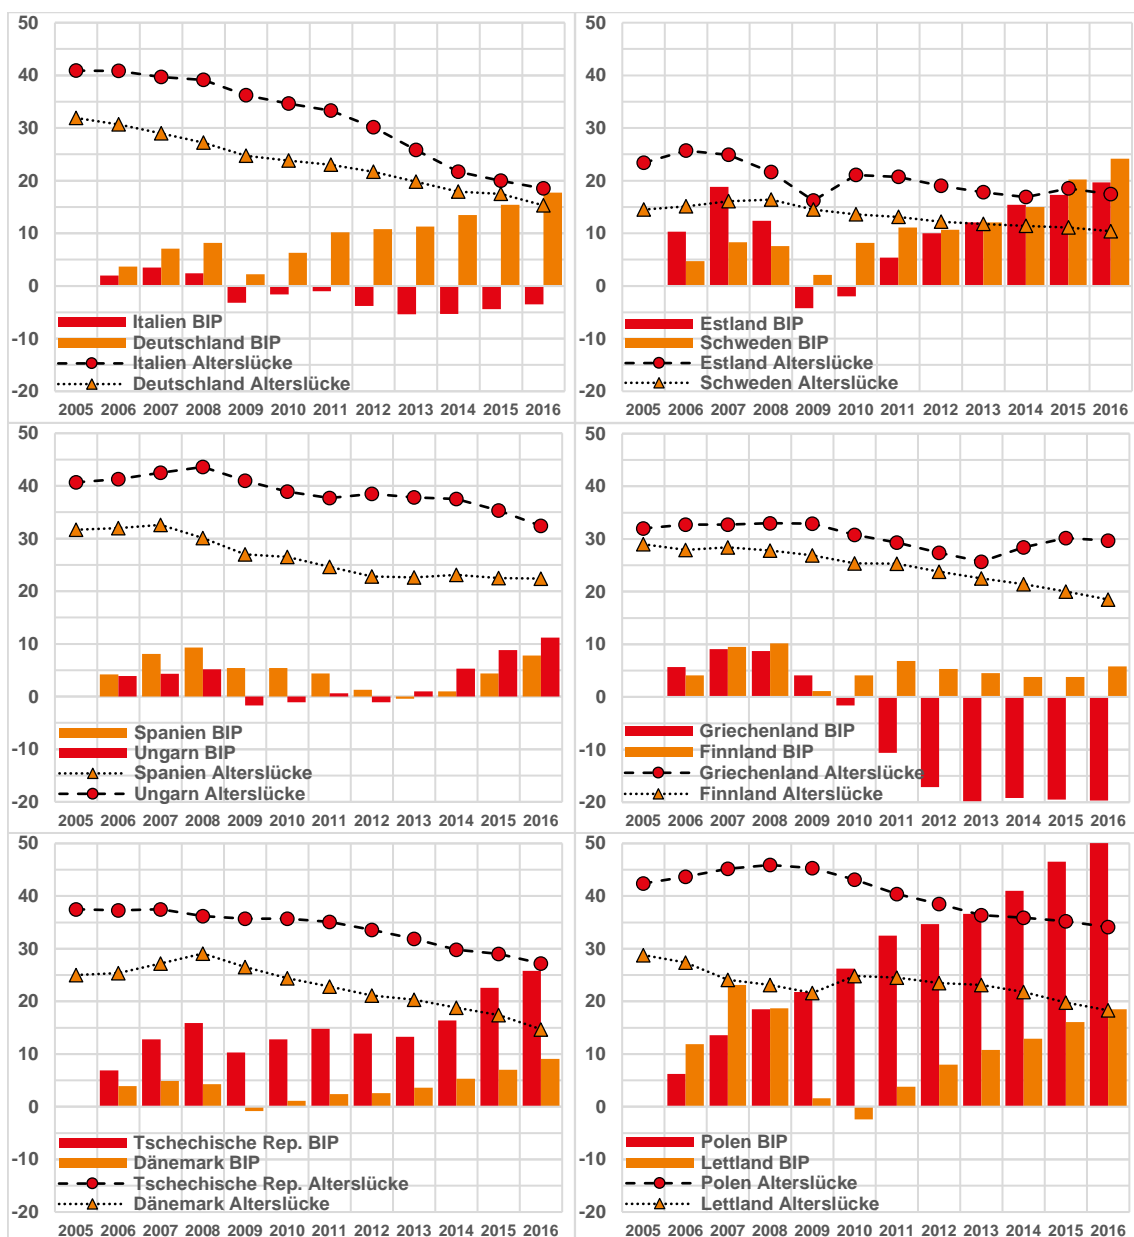 50
40
30
20
10
0
-10
-20
Italien BIP
Deutschland BIP
Italien Alterslücke
Deutschland Alterslücke
2005 2006 2007 2008 2009 2010 2011 2012 2013 2014 2015 2016
50
40
30
20
10
0
-10
-20
Estland BIP
Schweden BIP
Estland Alterslücke
Schweden Alterslücke
2005 2006 2007 2008 2009 2010 2011 2012 2013 2014 2015 2016
50
40
30
20
10
0
-10
-20
Spanien BIP
Ungarn BIP
Spanien Alterslücke
Ungarn Alterslücke
2005 2006 2007 2008 2009 2010 2011 2012 2013 2014 2015 2016
50
40
30
20
10
0
-10
-20
Griechenland BIP
Finnland BIP
Griechenland Alterslücke
Finnland Alterslücke
2005 2006 2007 2008 2009 2010 2011 2012 2013 2014 2015 2016
50
40
30
20
10
0
-10
-20
Tschechische Rep. BIP
Dänemark BIP
Tschechische Rep. Alterslücke
Dänemark Alterslücke
2005 2006 2007 2008 2009 2010 2011 2012 2013 2014 2015 2016
50
40
30
20
10
0
-10
-20
Polen BIP
Lettland BIP
Polen Alterslücke
Lettland Alterslücke
2005 2006 2007 2008 2009 2010 2011 2012 2013 2014 2015 2016